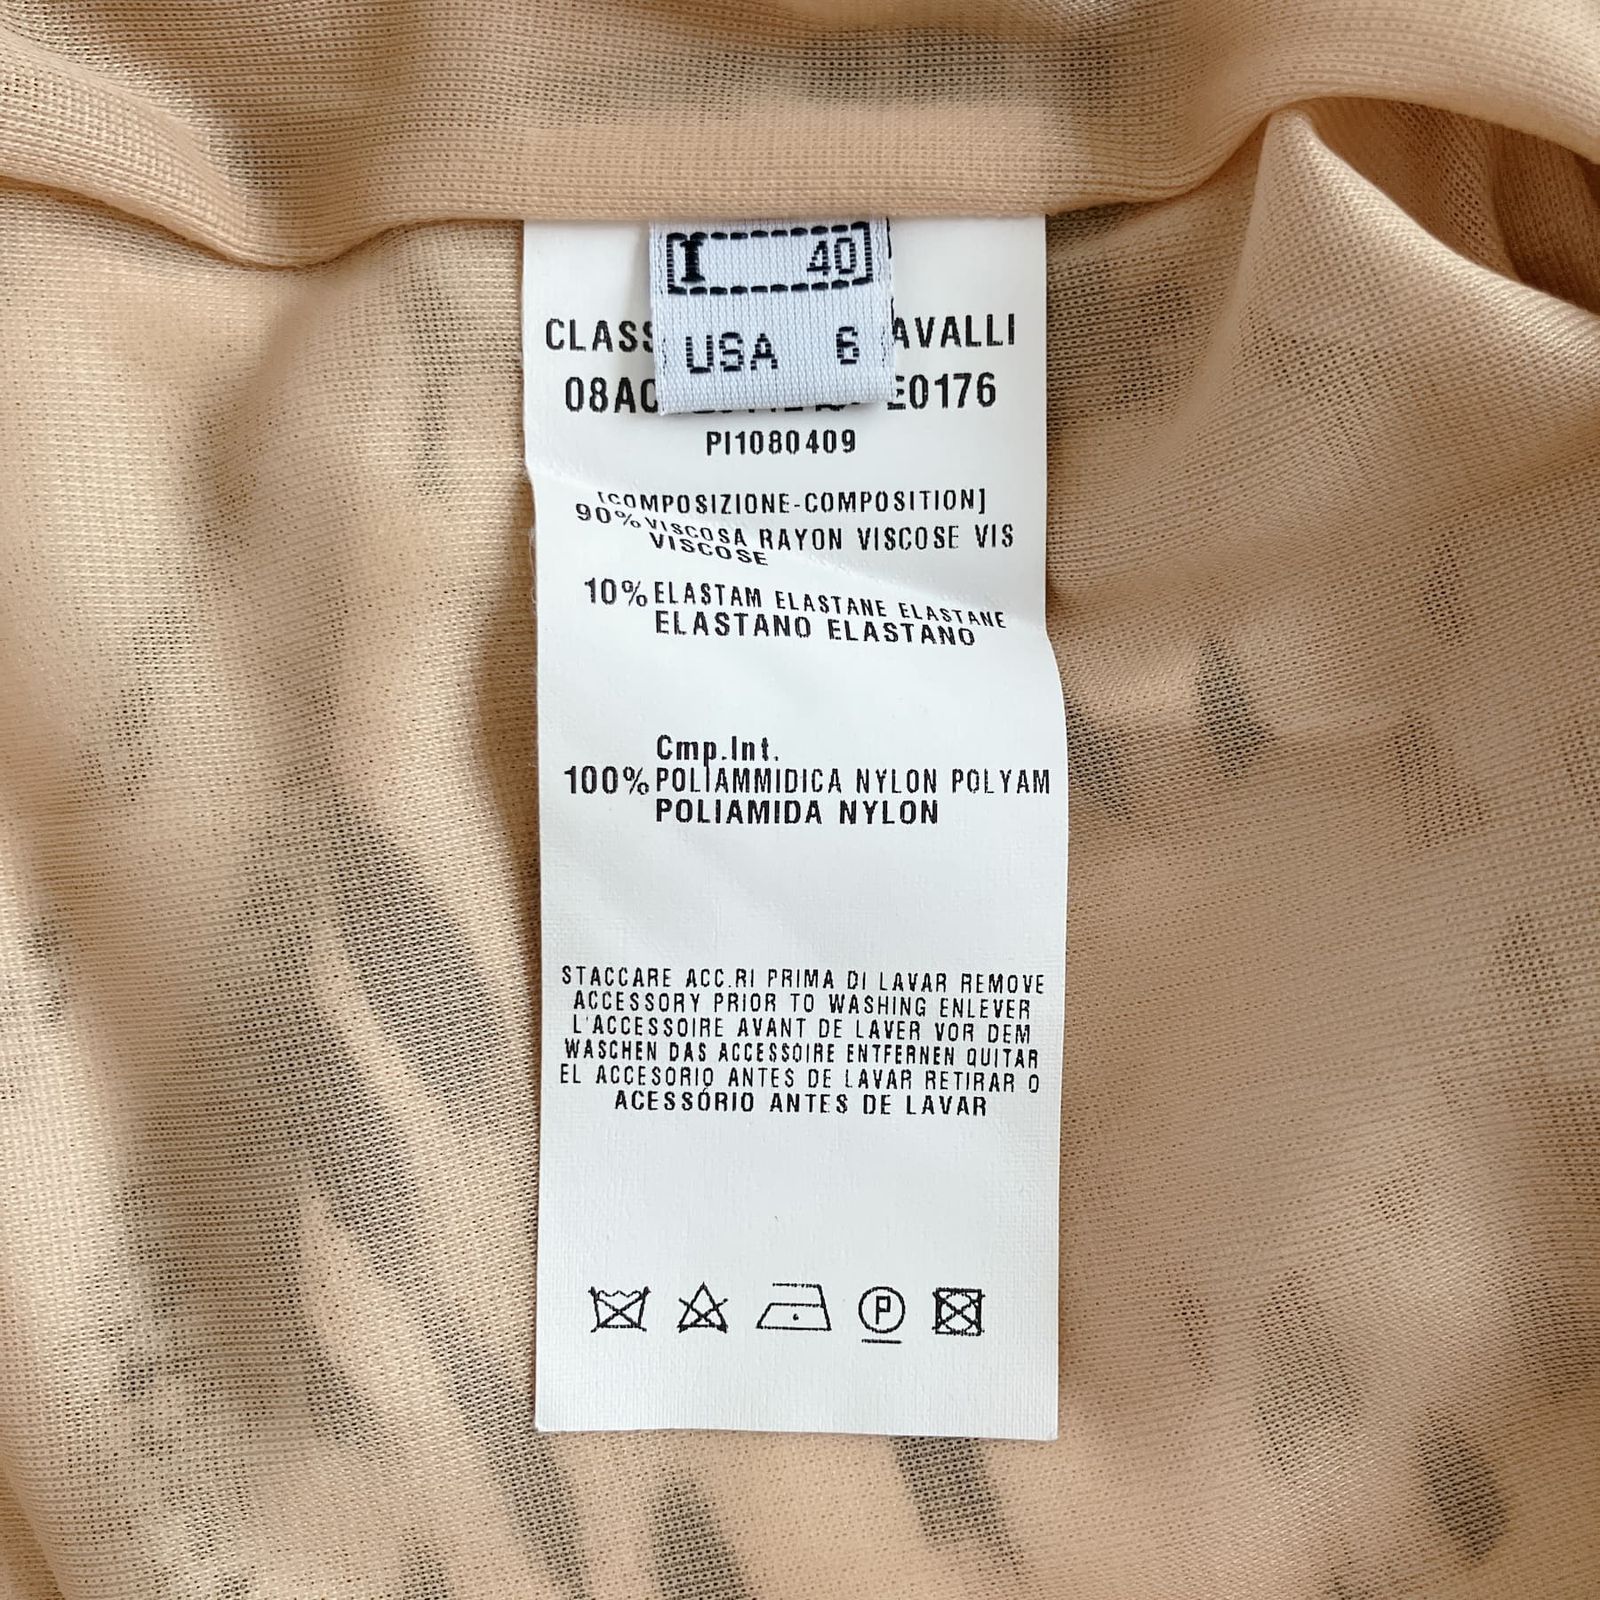 I 40
USA 6
CLASS AVALLI
08AC E0176
PI1080409
[COMPOSIZIONE-COMPOSITION]
90% VISCOSA RAYON VISCOSE VIS
VISCOSE
10% ELASTAM ELASTANE ELASTANE
ELASTANO ELASTANO
Cmp.Int.
100% POLIAMMIDICA NYLON POLYAM
POLIAMIDA NYLON
STACCARE ACC.RI PRIMA DI LAVAR REMOVE
ACCESSORY PRIOR TO WASHING ENLEVER
L'ACCESSOIRE AVANT DE LAVER VOR DEM
WASCHEN DAS ACCESSOIRE ENTFERNEN QUITAR
EL ACCESORIO ANTES DE LAVAR RETIRAR O
ACESSÓRIO ANTES DE LAVAR
P